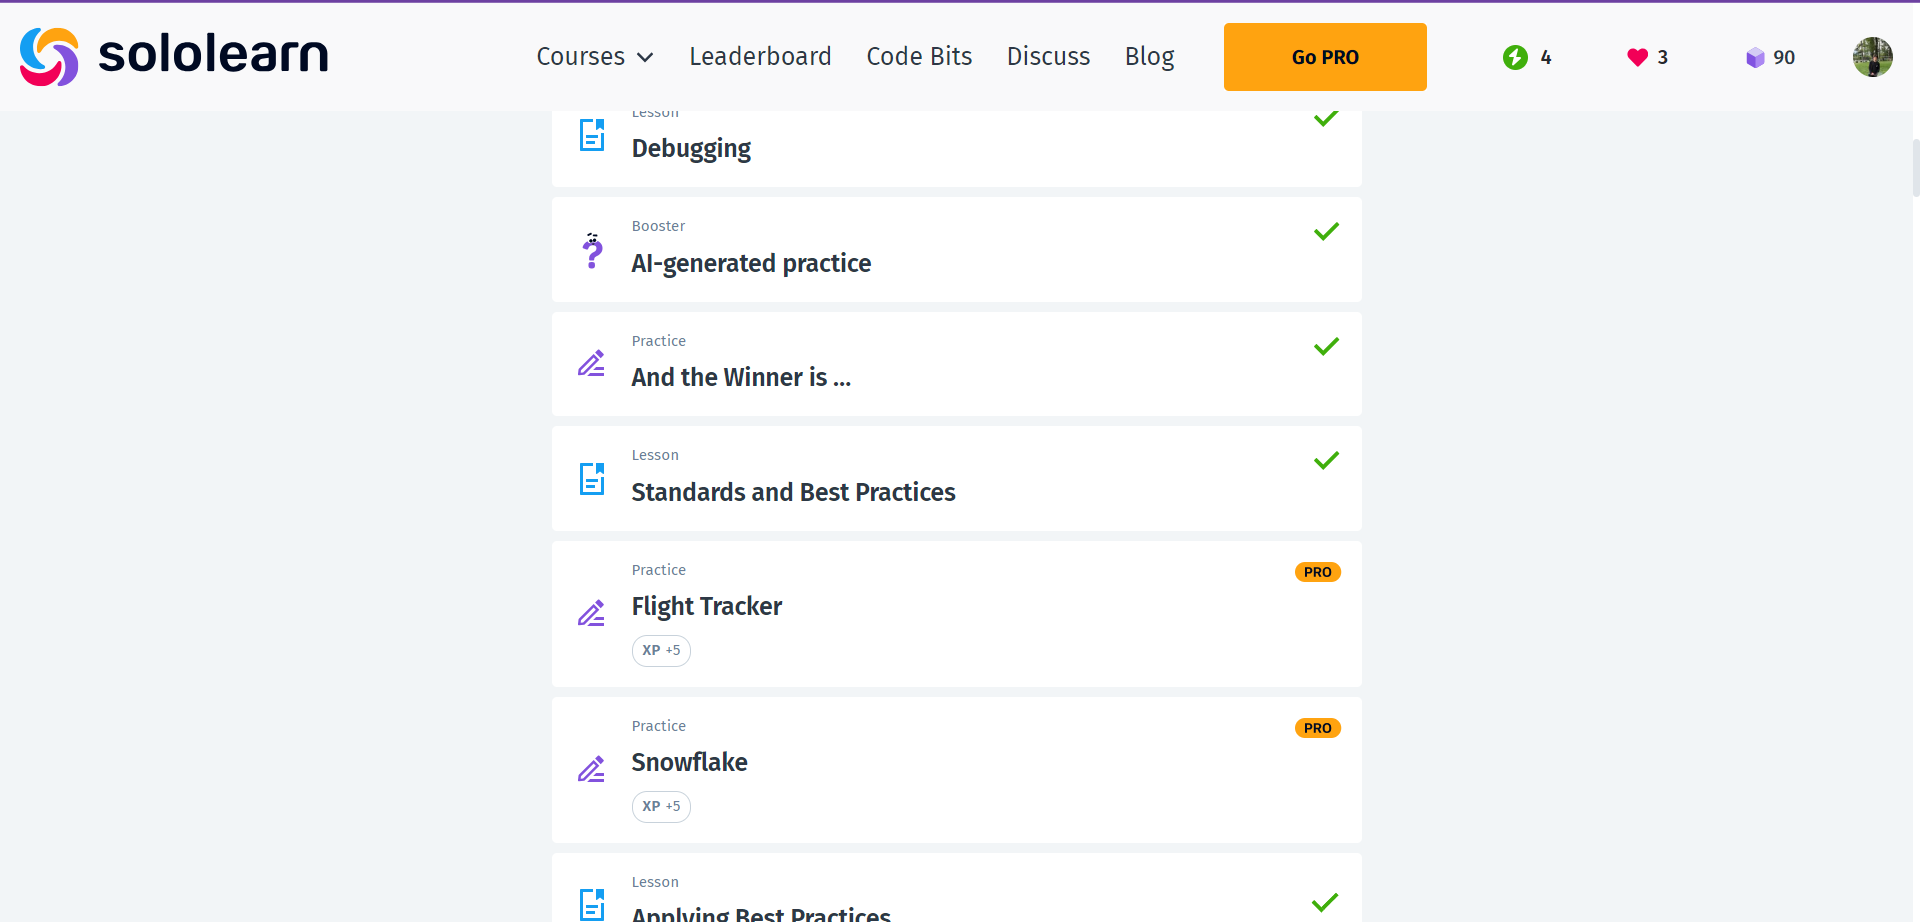 sololearn
Courses
Leaderboard
Code Bits
Discuss
Blog
Go PRO
4
3
90
Lesson
Debugging
Booster
AI-generated practice
Practice
And the Winner is ...
Lesson
Standards and Best Practices
Practice
PRO
Flight Tracker
XP +5
Practice
PRO
Snowflake
XP +5
Lesson
Applying Best Practices